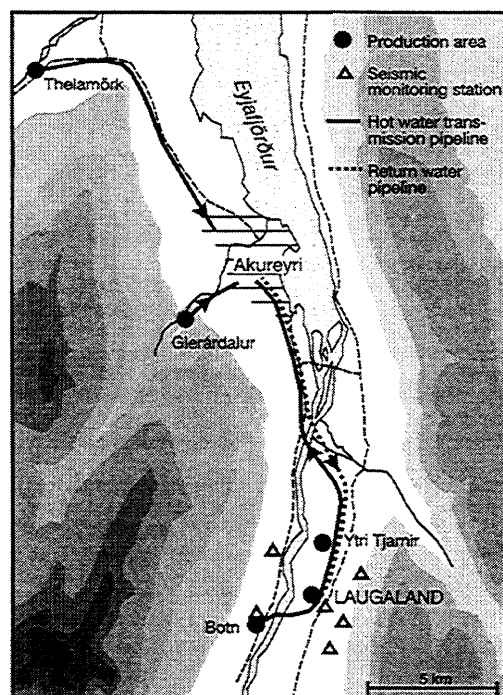 Production area
Seismic
monitoring station
Hot water trans-
mission pipeline
Return water
pipeline
Thelamörk
Eyjafjörður
Akureyri
Glerárdalur
Ytri Tjarnir
LAUGALAND
Botn
5 km